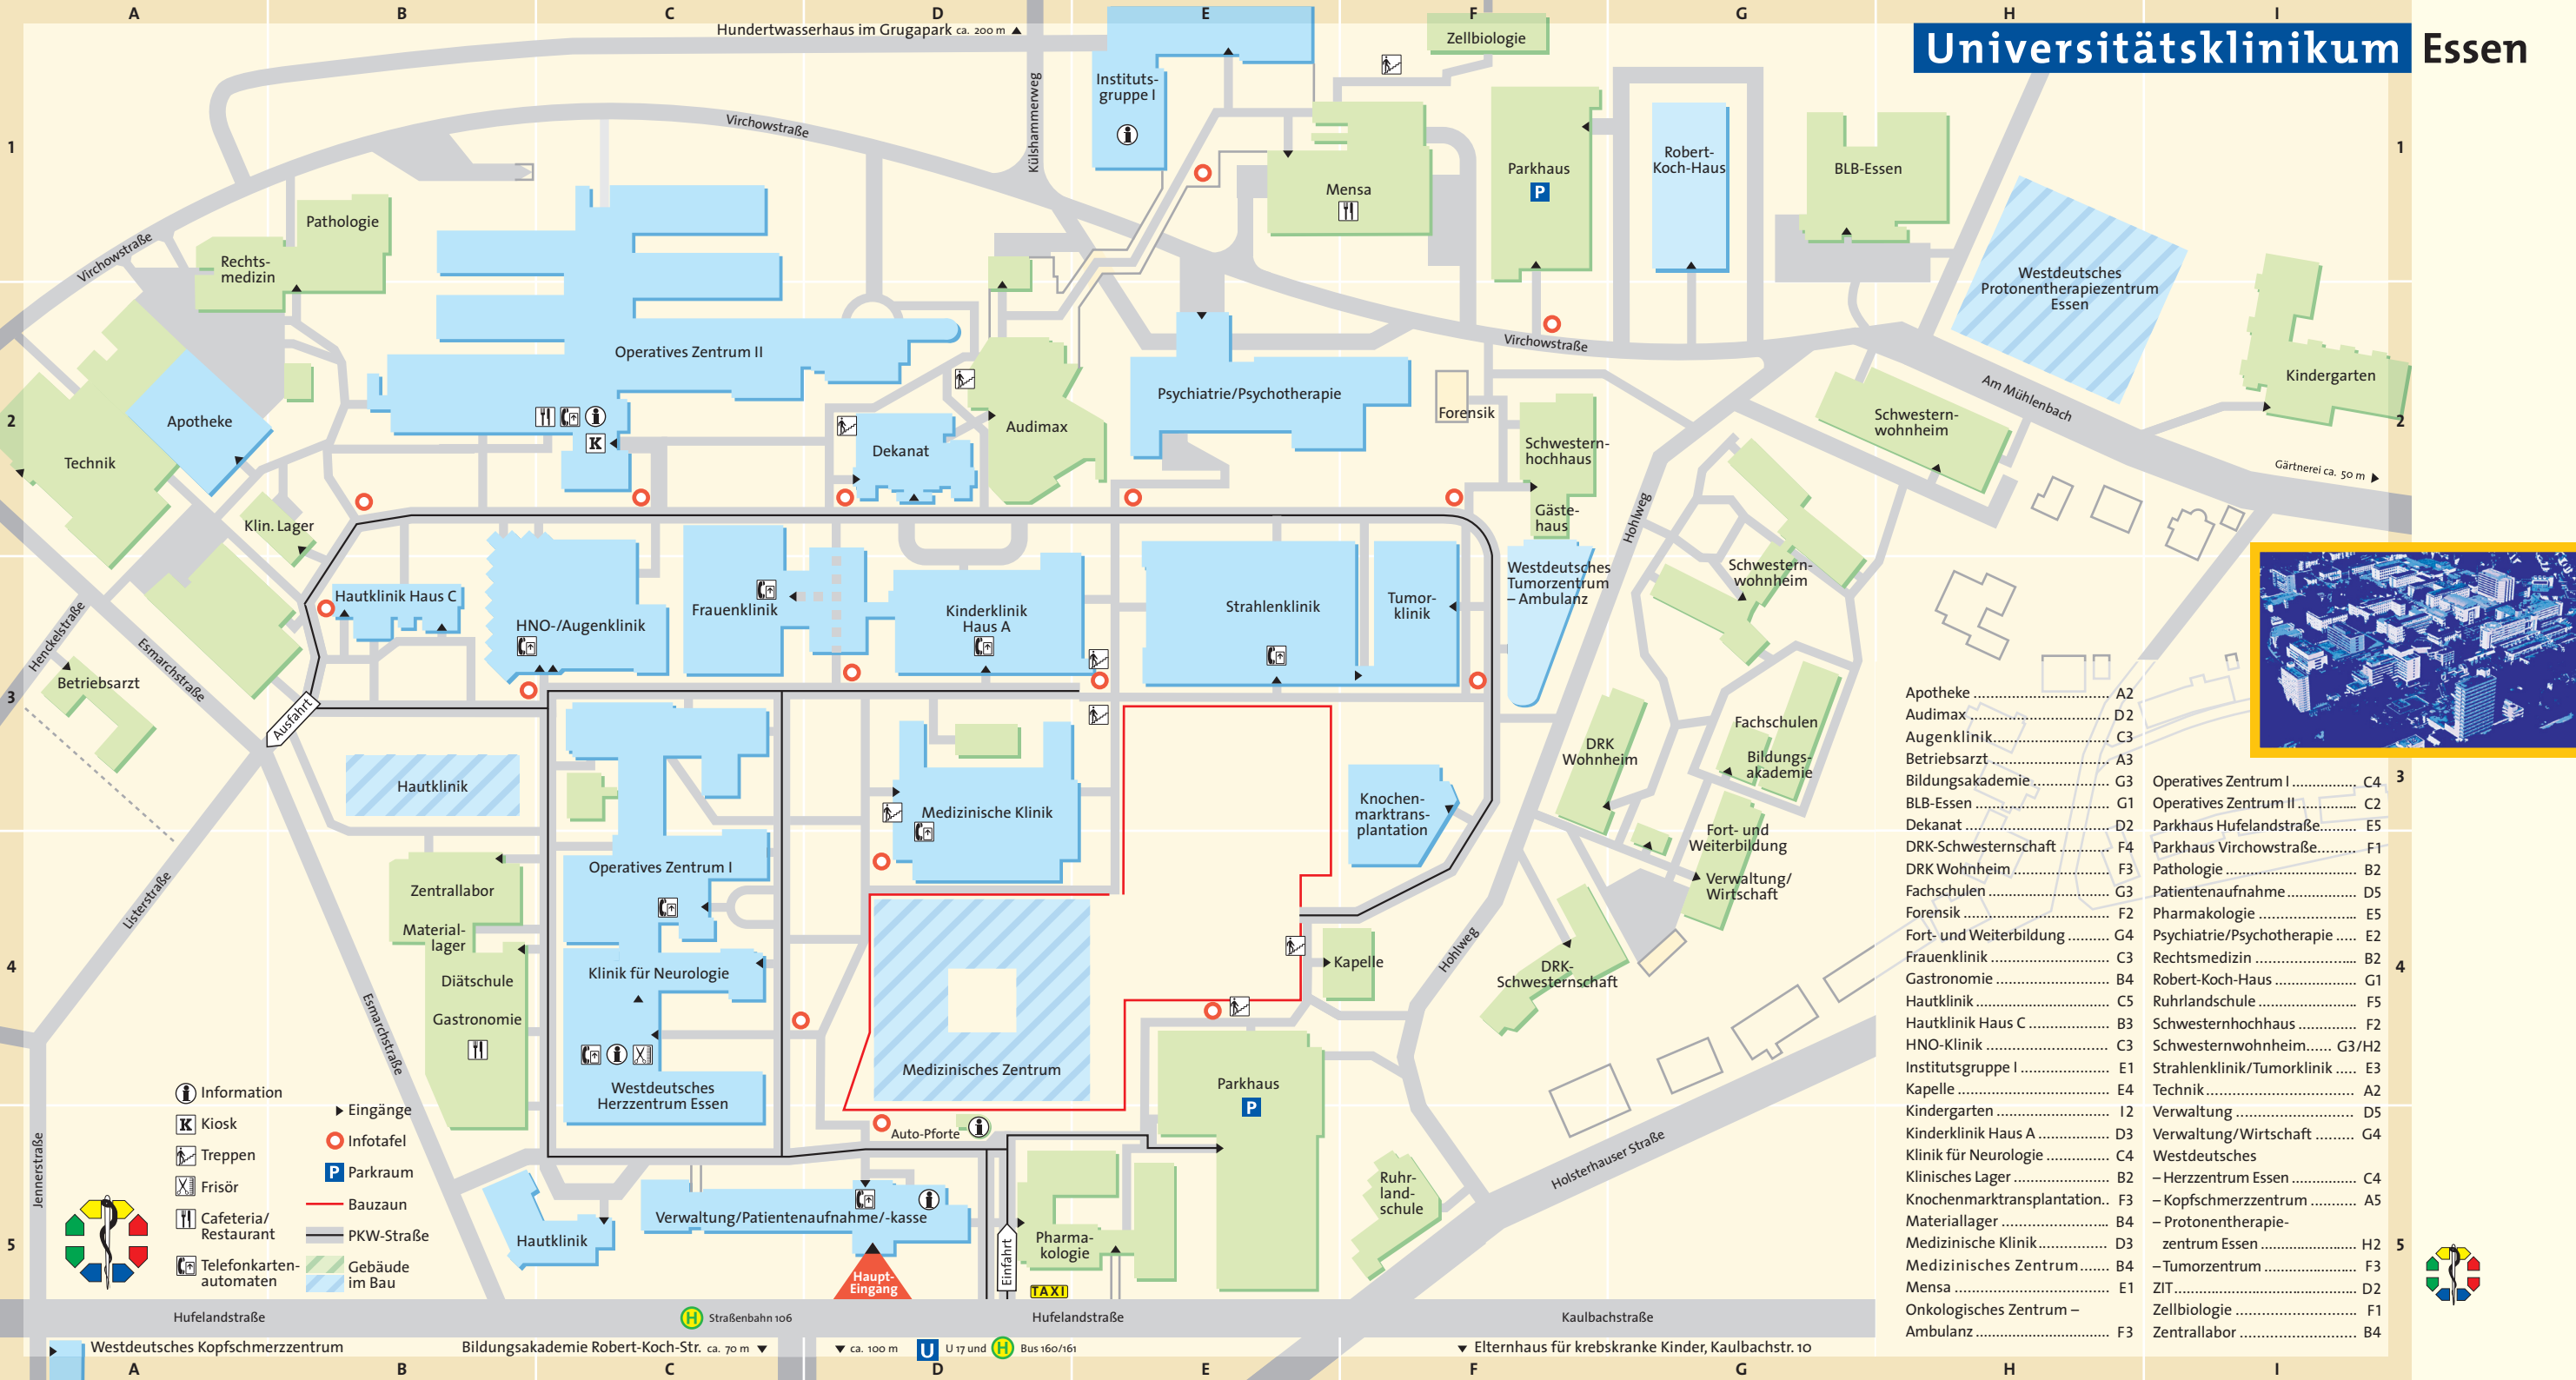 A B C D E F G H I
Universitätsklinikum Essen
Hundertwasserhaus im Grugapark ca. 200 m
Külshammerweg
Virchowstraße
Virchowstraße
Instituts-
gruppe I
Zellbiologie
Mensa
Parkhaus
P
Robert-
Koch-Haus
BLB-Essen
1
1
Pathologie
Rechts-
medizin
Westdeutsches
Protonentherapiezentrum
Essen
Operatives Zentrum II
K
Apotheke
Technik
Dekanat
Audimax
Psychiatrie/Psychotherapie
Forensik
Virchowstraße
Schwestern-
hochhaus
Gäste-
haus
Schwestern-
wohnheim
Am Mühlenbach
Kindergarten
Gärtnerei ca. 50 m
2
2
Klin. Lager
Hautklinik Haus C
HNO-/Augenklinik
Frauenklinik
Kinderklinik
Haus A
Strahlenklinik
Tumor-
klinik
Westdeutsches
Tumorzentrum
– Ambulanz
Hohlweg
Schwestern-
wohnheim
Henckelstraße
Esmarchstraße
Betriebsarzt
Ausfahrt
3
3
Hautklinik
Medizinische Klinik
Knochen-
marktrans-
plantation
DRK
Wohnheim
Fachschulen
Bildungs-
akademie
Fort- und
Weiterbildung
Verwaltung/
Wirtschaft
Listerstraße
Zentrallabor
Material-
lager
Diätschule
Gastronomie
Operatives Zentrum I
Klinik für Neurologie
Westdeutsches
Herzzentrum Essen
Medizinisches Zentrum
Kapelle
Hohlweg
DRK-
Schwesternschaft
4
4
Esmarchstraße
Parkhaus
P
Auto-Pforte
Holsterhauser Straße
Jennerstraße
Information
Kiosk
Treppen
Frisör
Cafeteria/
Restaurant
Telefonkarten-
automaten
Eingänge
Infotafel
P Parkraum
Bauzaun
PKW-Straße
Gebäude
im Bau
Hautklinik
Verwaltung/Patientenaufnahme/-kasse
Haupt-
Eingang
Einfahrt
Pharma-
kologie
TAXI
Ruhr-
land-
schule
5
5
Hufelandstraße
H Straßenbahn 106
Hufelandstraße
Kaulbachstraße
Westdeutsches Kopfschmerzzentrum
Bildungsakademie Robert-Koch-Str. ca. 70 m
ca. 100 m
U U 17 und H Bus 160/161
Elternhaus für krebskranke Kinder, Kaulbachstr. 10
A B C D E F G H I
Apotheke A2
Audimax D2
Augenklinik C3
Betriebsarzt A3
Bildungsakademie G3
BLB-Essen G1
Dekanat D2
DRK-Schwesternschaft F4
DRK Wohnheim F3
Fachschulen G3
Forensik F2
Fort- und Weiterbildung G4
Frauenklinik C3
Gastronomie B4
Hautklinik C5
Hautklinik Haus C B3
HNO-Klinik C3
Institutsgruppe I E1
Kapelle E4
Kindergarten I 2
Kinderklinik Haus A D3
Klinik für Neurologie C4
Klinisches Lager B2
Knochenmarktransplantation.. F3
Materiallager B4
Medizinische Klinik D3
Medizinisches Zentrum B4
Mensa E1
Onkologisches Zentrum –
Ambulanz F3
Operatives Zentrum I C4
Operatives Zentrum II C2
Parkhaus Hufelandstraße E5
Parkhaus Virchowstraße F1
Pathologie B2
Patientenaufnahme D5
Pharmakologie E5
Psychiatrie/Psychotherapie E2
Rechtsmedizin B2
Robert-Koch-Haus G1
Ruhrlandschule F5
Schwesternhochhaus F2
Schwesternwohnheim G3/H2
Strahlenklinik/Tumorklinik E3
Technik A2
Verwaltung D5
Verwaltung/Wirtschaft G4
Westdeutsches
– Herzzentrum Essen C4
– Kopfschmerzzentrum A5
– Protonentherapie-
zentrum Essen H2
– Tumorzentrum F3
ZIT D2
Zellbiologie F1
Zentrallabor B4